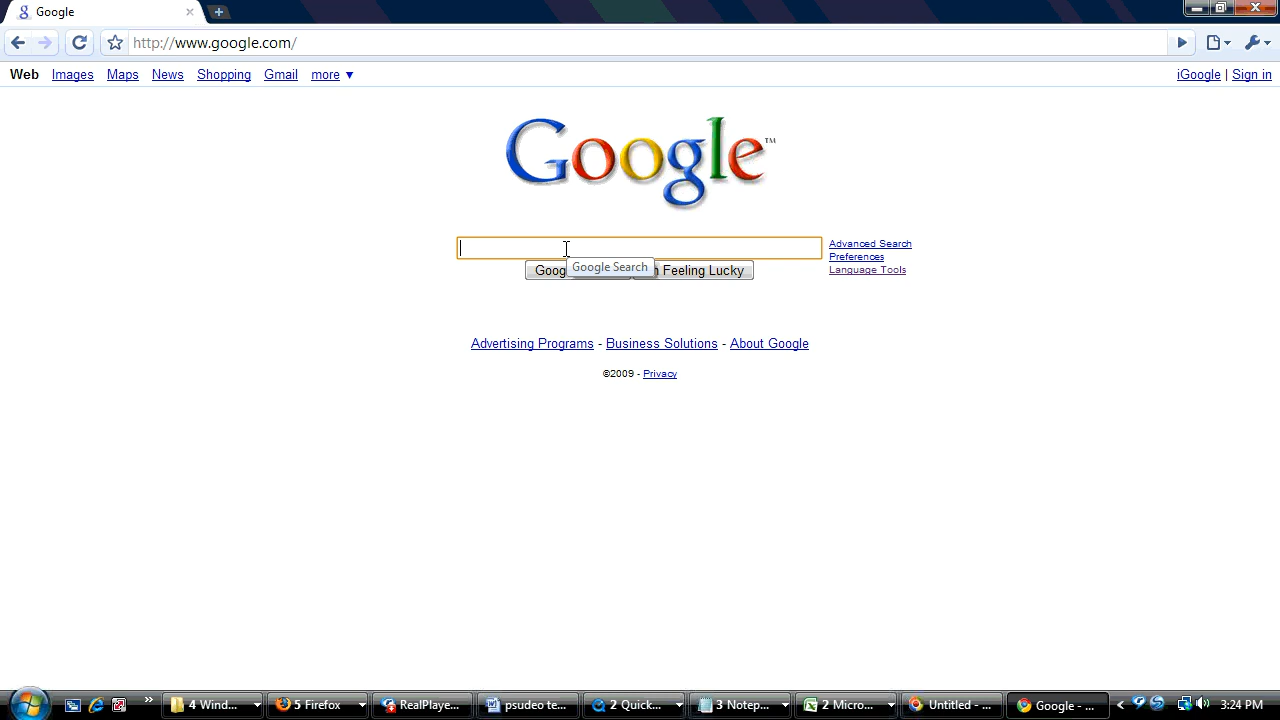 Google
http://www.google.com/
Web Images Maps News Shopping Gmail more ▼
iGoogle | Sign in
Google™
Advanced Search
Preferences
Language Tools
Google Search
Feeling Lucky
Advertising Programs - Business Solutions - About Google
©2009 - Privacy
4 Wind... 5 Firefox RealPlaye... psudeo te... 2 Quick... 3 Notep... 2 Micro... Untitled - ... Google - ... 3:24 PM